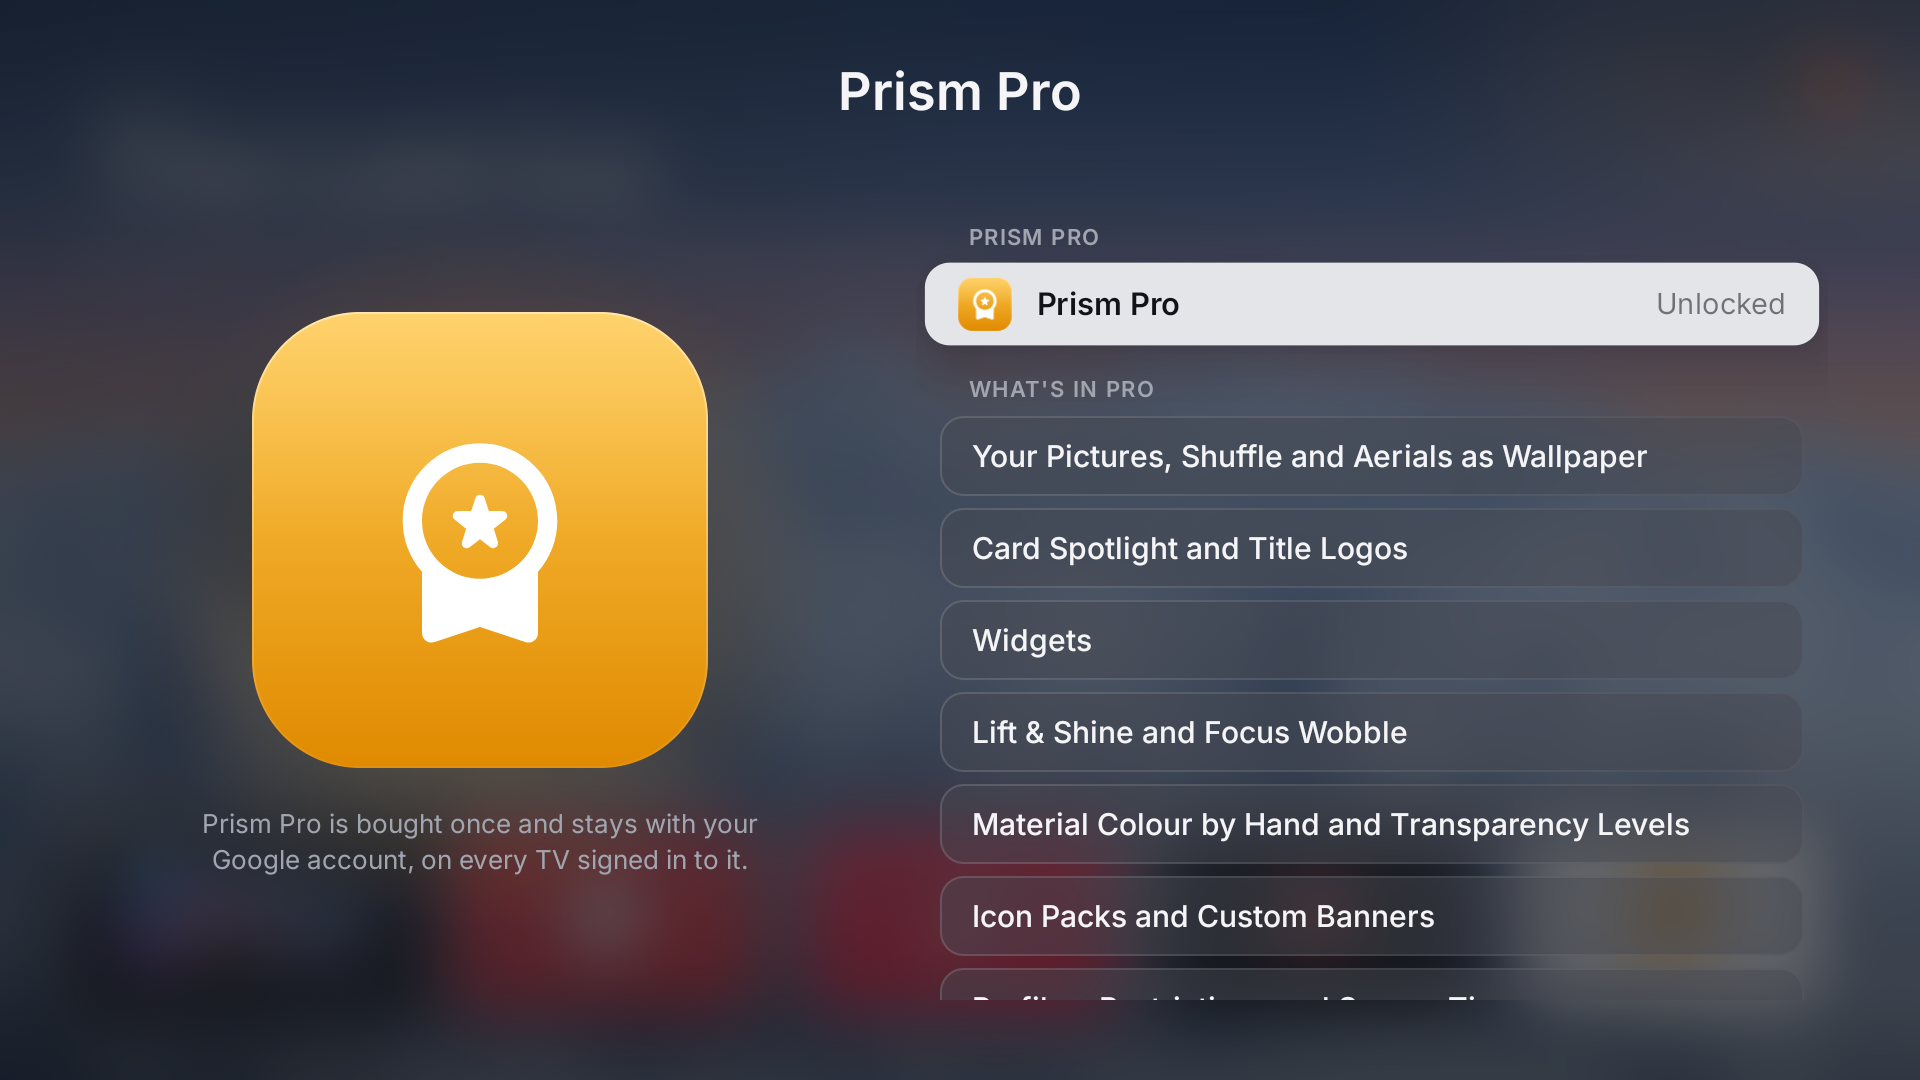 Prism Pro
PRISM PRO
Prism Pro
Unlocked
WHAT'S IN PRO
Your Pictures, Shuffle and Aerials as Wallpaper
Card Spotlight and Title Logos
Widgets
Lift & Shine and Focus Wobble
Material Colour by Hand and Transparency Levels
Icon Packs and Custom Banners
Prism Pro is bought once and stays with your
Google account, on every TV signed in to it.